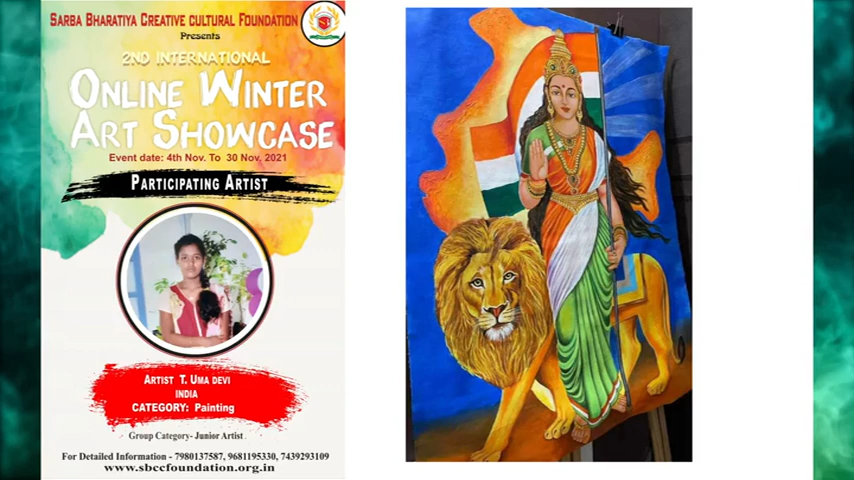 SARBA BHARATIYA CREATIVE CULTURAL FOUNDATION
Presents
2ND INTERNATIONAL
ONLINE WINTER
ART SHOWCASE
Event date: 4th Nov. To 30 Nov. 2021
PARTICIPATING ARTIST
ARTIST T. UMA DEVI
INDIA
CATEGORY: Painting
Group Category- Junior Artist
For Detailed Information - 7980137587, 9681195330, 7439293109
www.sbccfoundation.org.in